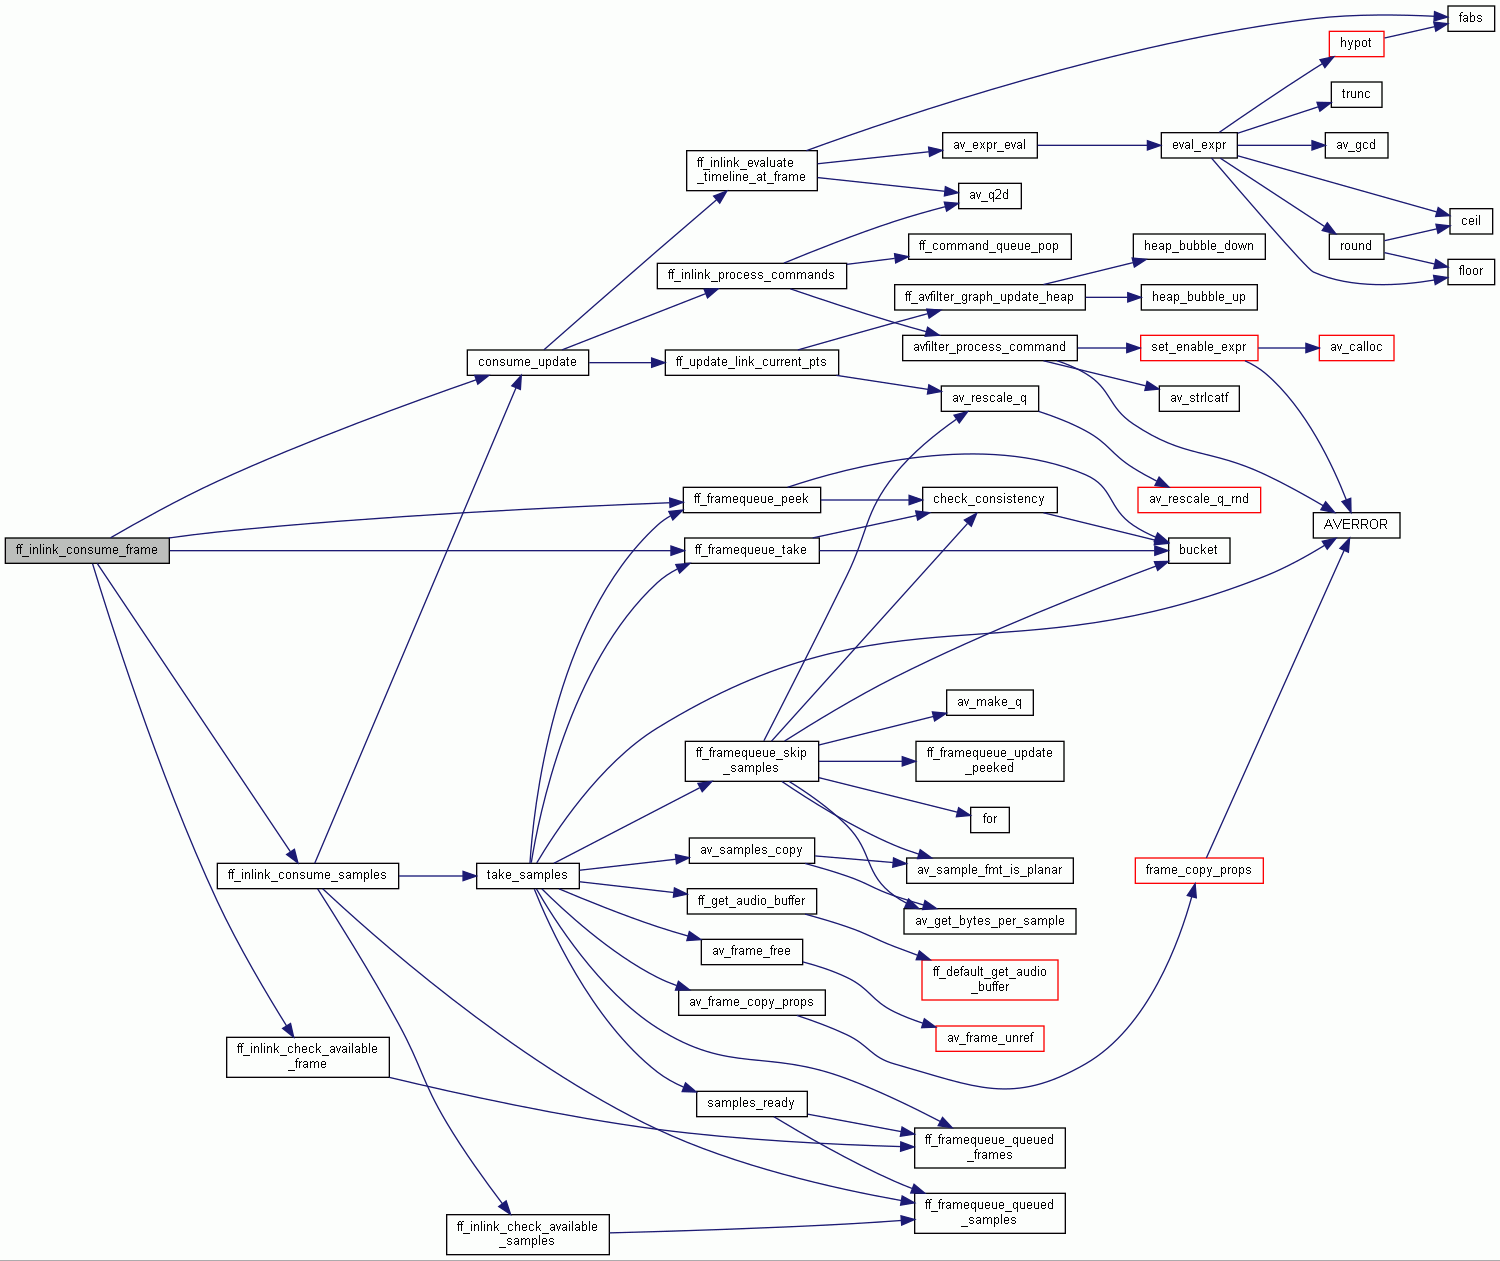 fabs
hypot
trunc
av_expr_eval
eval_expr
av_gcd
ff_inlink_evaluate
_timeline_at_frame
av_q2d
ceil
ff_command_queue_pop
heap_bubble_down
round
ff_inlink_process_commands
floor
ff_avfilter_graph_update_heap
heap_bubble_up
avfilter_process_command
set_enable_expr
av_calloc
consume_update
ff_update_link_current_pts
av_rescale_q
av_strlcatf
ff_framequeue_peek
check_consistency
av_rescale_q_rnd
AVERROR
ff_inlink_consume_frame
ff_framequeue_take
bucket
av_make_q
ff_framequeue_skip
_samples
ff_framequeue_update
_peeked
for
av_samples_copy
av_sample_fmt_is_planar
frame_copy_props
ff_inlink_consume_samples
take_samples
ff_get_audio_buffer
av_get_bytes_per_sample
av_frame_free
ff_default_get_audio
_buffer
av_frame_copy_props
av_frame_unref
ff_inlink_check_available
_frame
samples_ready
ff_framequeue_queued
_frames
ff_framequeue_queued
_samples
ff_inlink_check_available
_samples